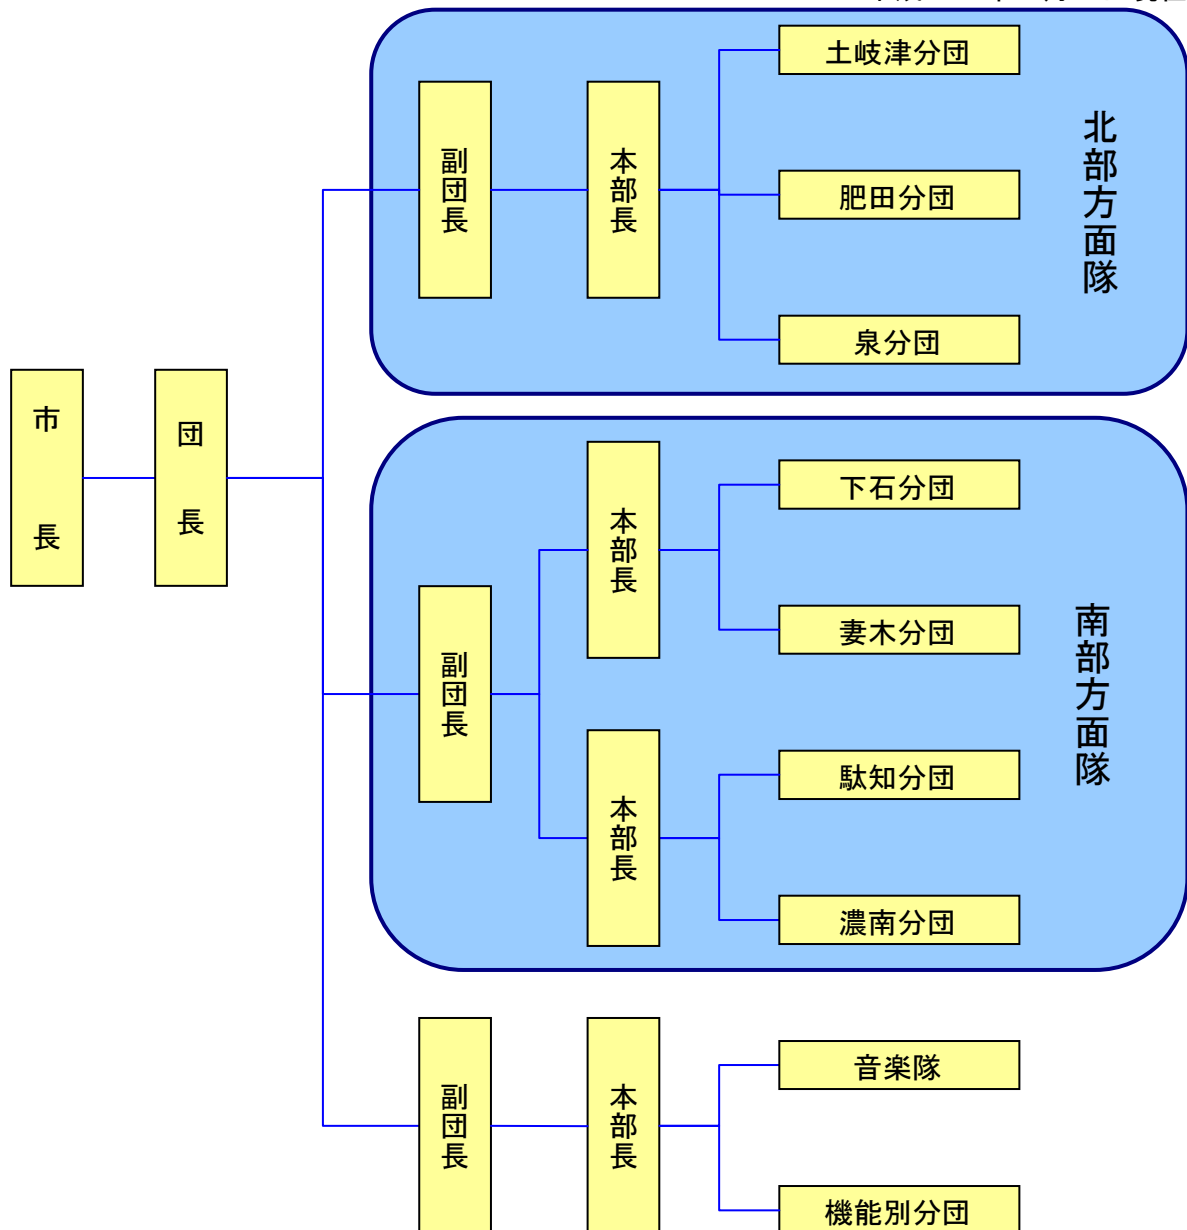 市長
団長
副団長
本部長
土岐津分団
肥田分団
泉分団
北部方面隊
副団長
本部長
下石分団
妻木分団
本部長
駄知分団
濃南分団
南部方面隊
副団長
本部長
音楽隊
機能別分団